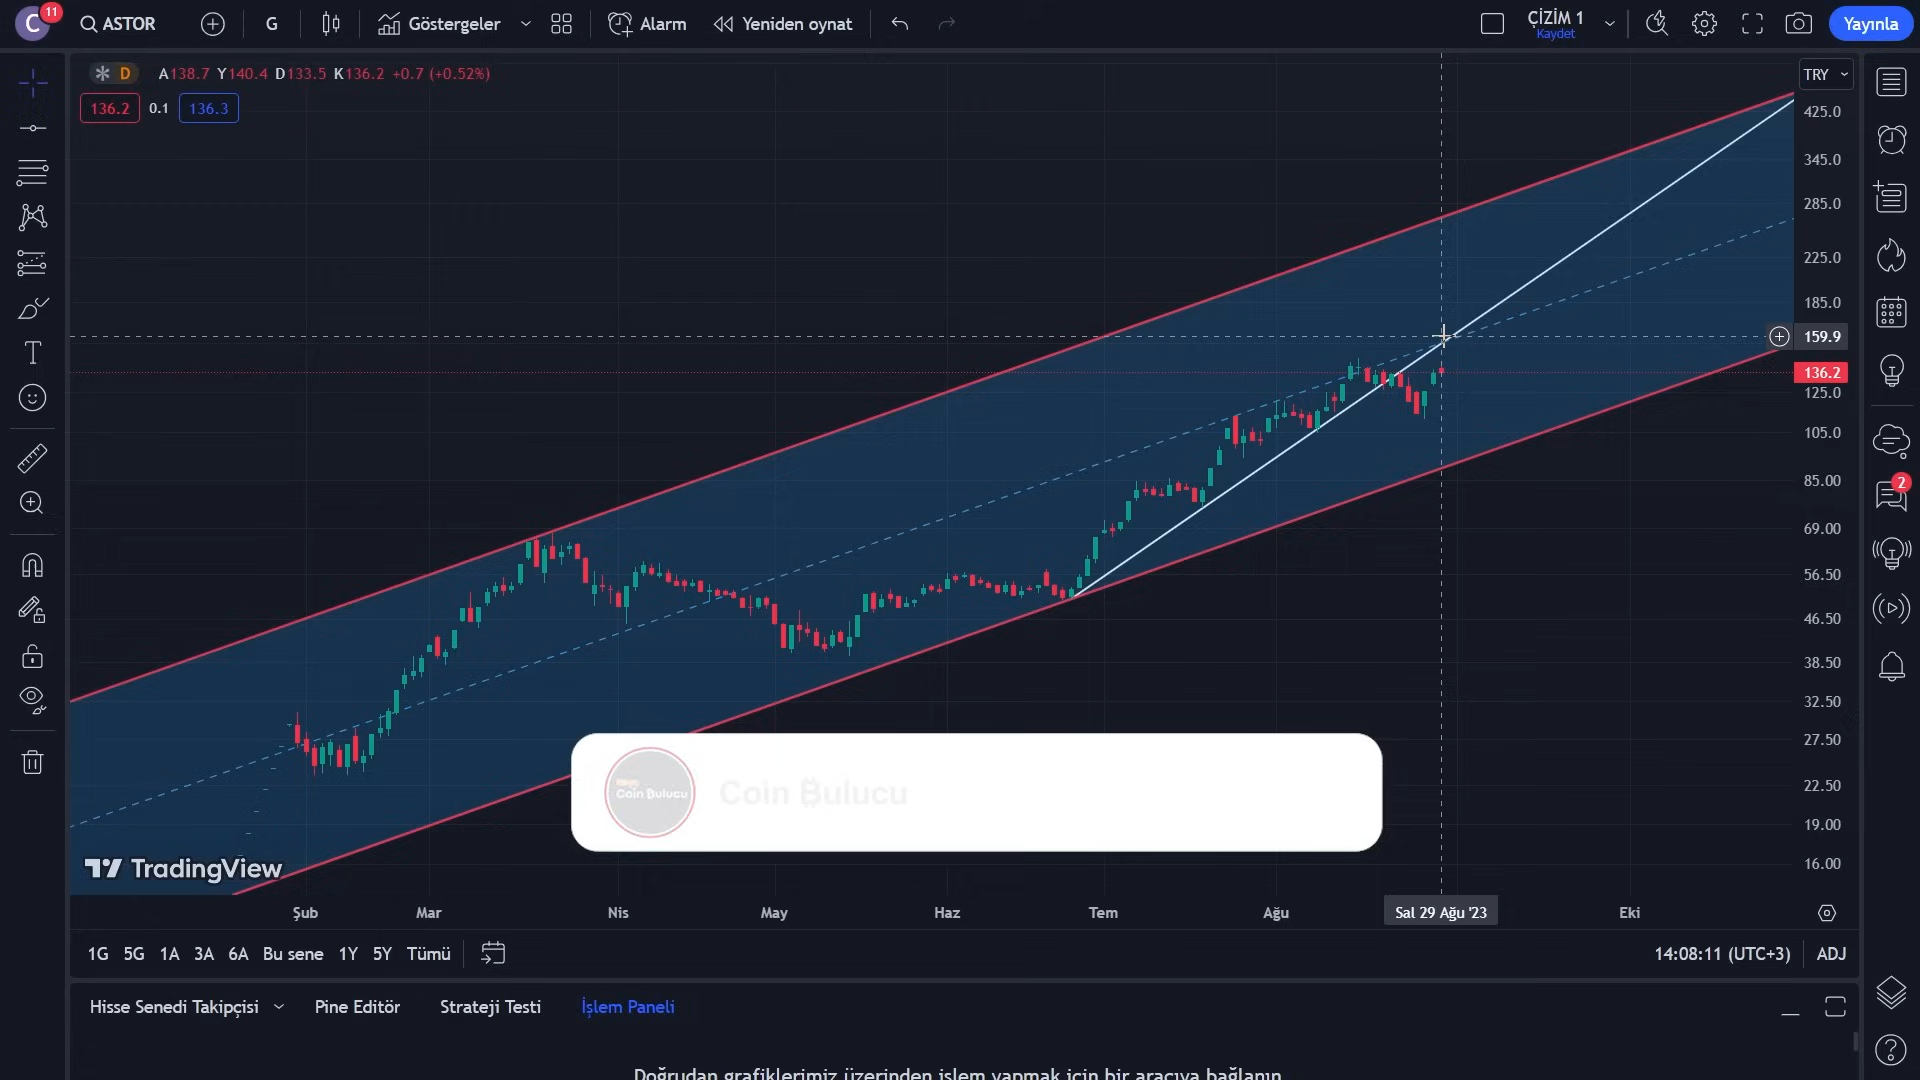 C 11 ASTOR G Göstergeler Alarm Yeniden oynat ÇİZİM 1 Yayınla
Kaydet
D A138.7 Y140.4 D133.5 K136.2 +0.7 (+0.52%) TRY
136.2 0.1 136.3
425.0
345.0
285.0
225.0
185.0
159.9
136.2
125.0
105.0
85.00
2
69.00
56.50
46.50
38.50
32.50
27.50
22.50
19.00
16.00
Coin Bulucu
Coin ₿ulucu
TradingView
Şub Mar Nis May Haz Tem Ağu Sal 29 Ağu '23 Eki
1G 5G 1A 3A 6A Bu sene 1Y 5Y Tümü 14:08:11 (UTC+3) ADJ
Hisse Senedi Takipçisi Pine Editör Strateji Testi İşlem Paneli
Doğrudan grafiklerimiz üzerinden işlem yapmak için bir aracıya bağlanın